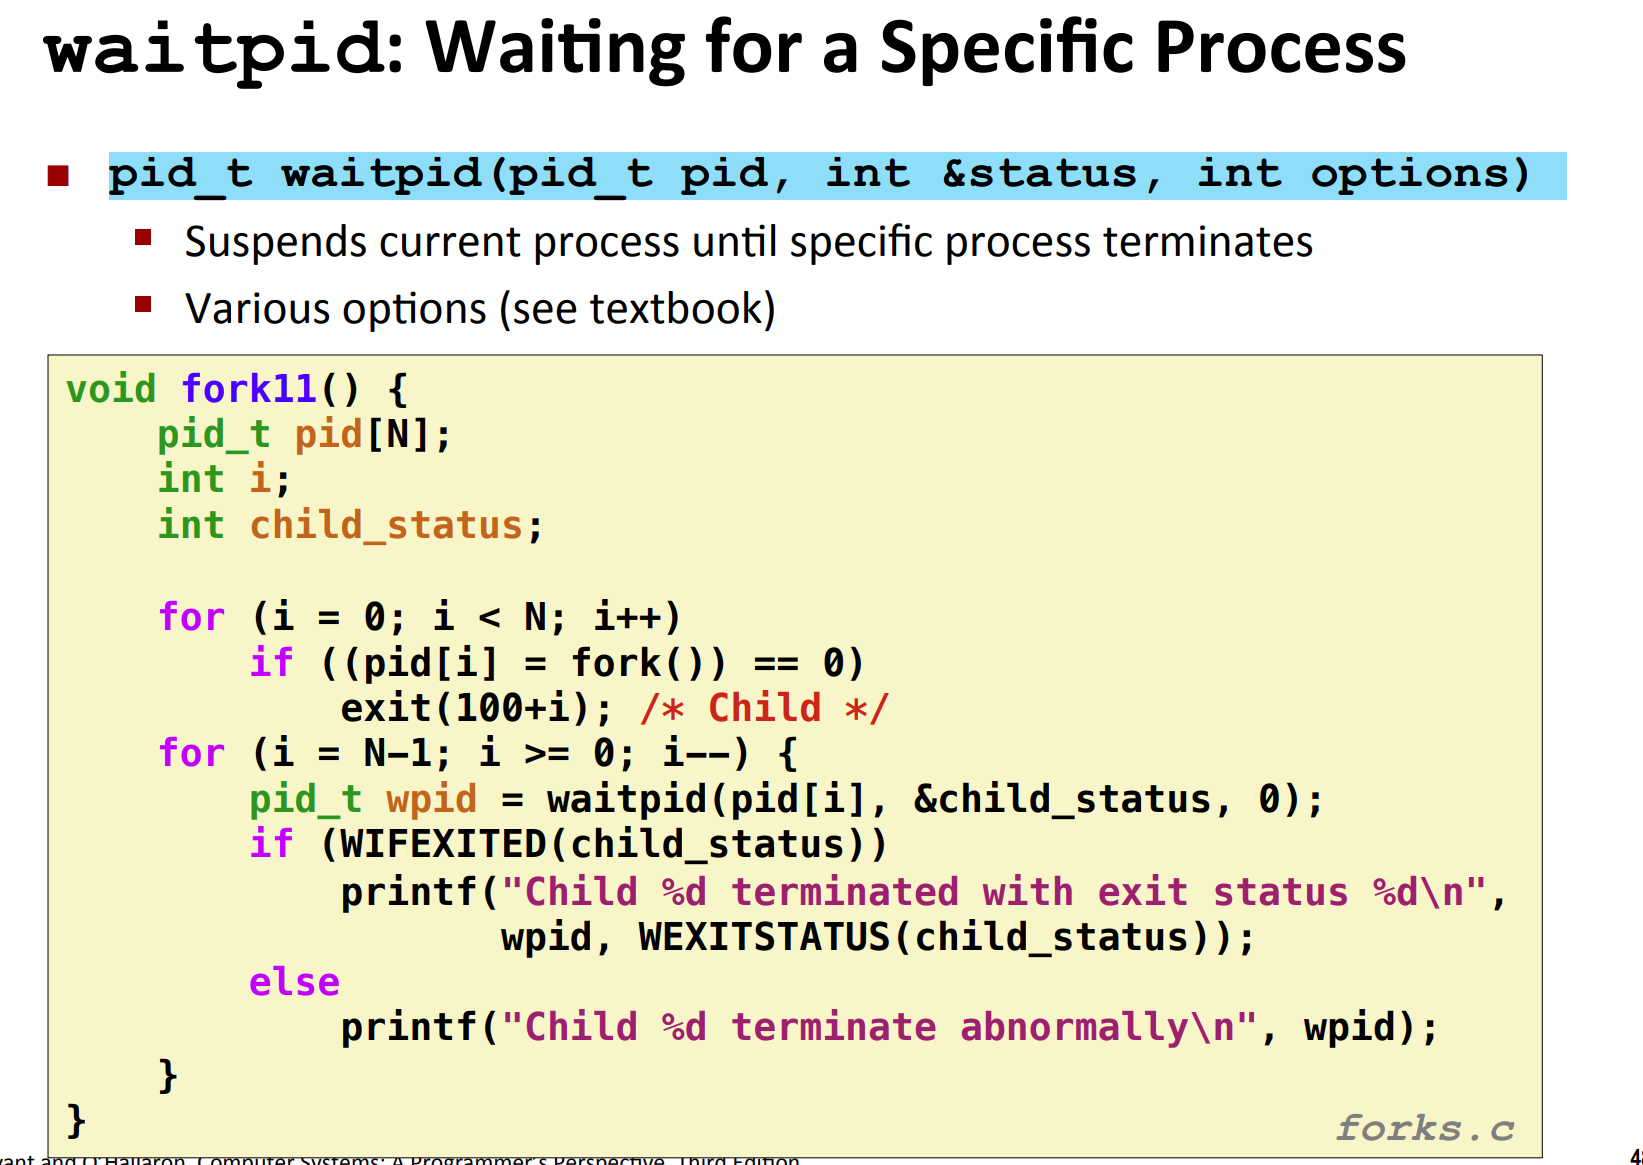 waitpid: Waiting for a Specific Process
pid_t waitpid(pid_t pid, int &status, int options)
Suspends current process until specific process terminates
Various options (see textbook)
void fork11() {
    pid_t pid[N];
    int i;
    int child_status;

    for (i = 0; i < N; i++)
        if ((pid[i] = fork()) == 0)
            exit(100+i); /* Child */
    for (i = N-1; i >= 0; i--) {
        pid_t wpid = waitpid(pid[i], &child_status, 0);
        if (WIFEXITED(child_status))
            printf("Child %d terminated with exit status %d\n",
                   wpid, WEXITSTATUS(child_status));
        else
            printf("Child %d terminate abnormally\n", wpid);
    }
}
forks.c
and O'Hallaron, Computer Systems: A Programmer's Perspective, Third Edition